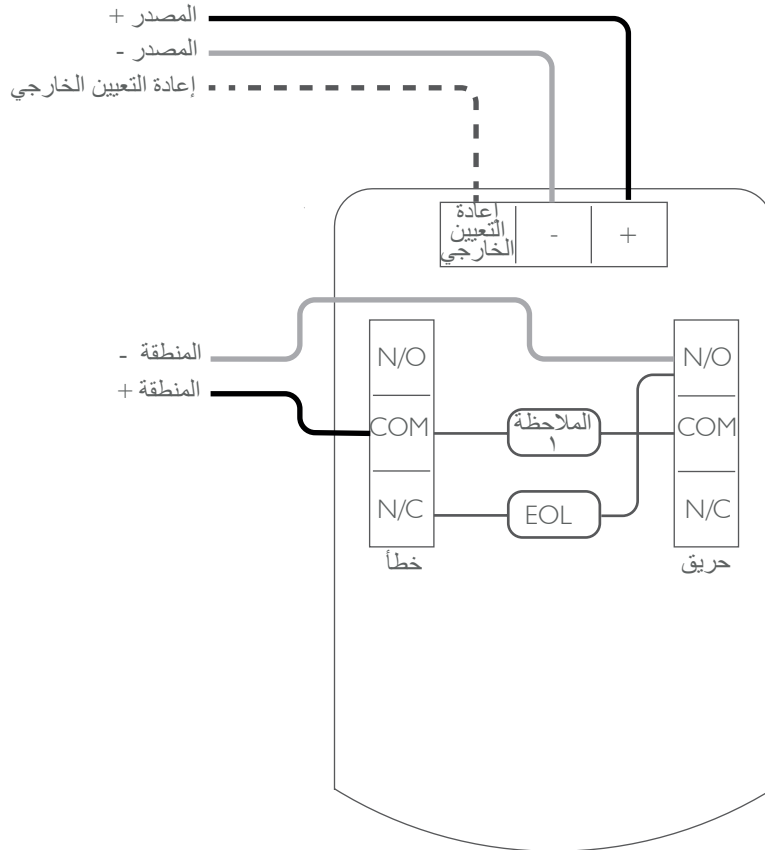 المصدر +
المصدر -
إعادة التعيين الخارجي
إعادة
التعيين
الخارجي
-
+
المنطقة -
المنطقة +
N/O
COM
N/C
خطأ
الملاحظة
١
EOL
N/O
COM
N/C
حريق